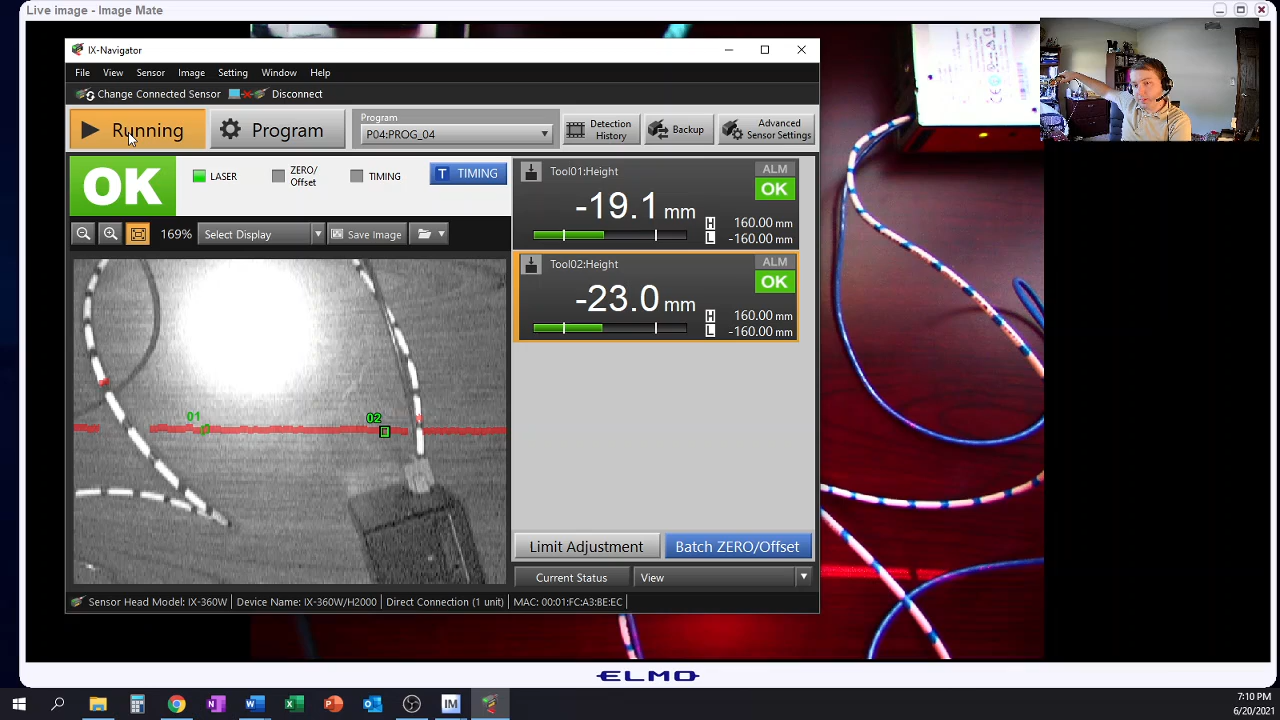 Live image - Image Mate
IX-Navigator
File View Sensor Image Setting Window Help
Change Connected Sensor Disconnect
Running Program
Program
P04:PROG_04
Detection History
Backup
Advanced Sensor Settings
OK
LASER
ZERO/
Offset
TIMING
T TIMING
169% Select Display Save Image
01
02
Tool01:Height
ALM
OK
-19.1 mm
H 160.00 mm
L -160.00 mm
Tool02:Height
ALM
OK
-23.0 mm
H 160.00 mm
L -160.00 mm
Limit Adjustment Batch ZERO/Offset
Current Status View
Sensor Head Model: IX-360W Device Name: IX-360W/H2000 Direct Connection (1 unit) MAC: 00:01:FC:A3:BE:EC
ELMO
IM
7:10 PM
6/20/2021